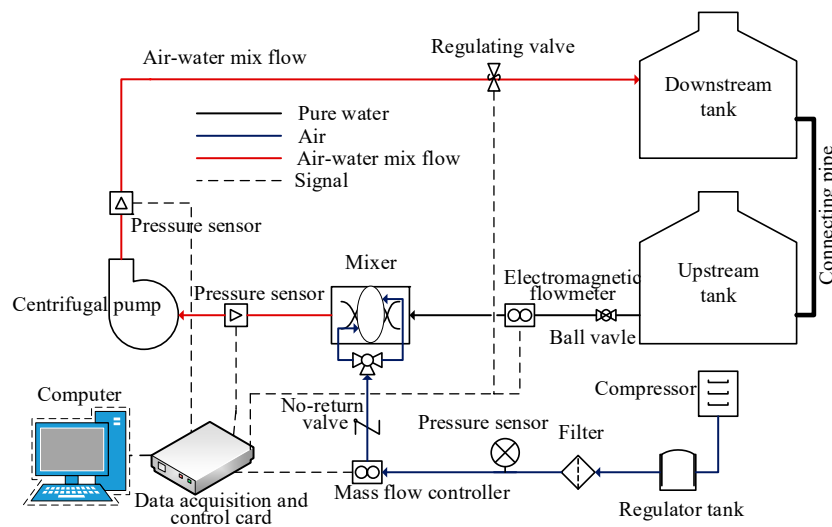 Air-water mix flow
Regulating valve
Downstream
tank
Pure water
Air
Air-water mix flow
Signal
Connecting pipe
Pressure sensor
Mixer
Electromagnetic
flowmeter
Upstream
tank
Centrifugal pump
Pressure sensor
Ball vavle
Computer
No-return
valve
Pressure sensor
Filter
Compressor
Data acquisition and
control card
Mass flow controller
Regulator tank